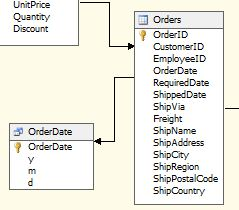 UnitPrice
Quantity
Discount
Orders
OrderID
CustomerID
EmployeeID
OrderDate
RequiredDate
ShippedDate
ShipVia
Freight
ShipName
ShipAddress
ShipCity
ShipRegion
ShipPostalCode
ShipCountry
OrderDate
OrderDate
y
m
d